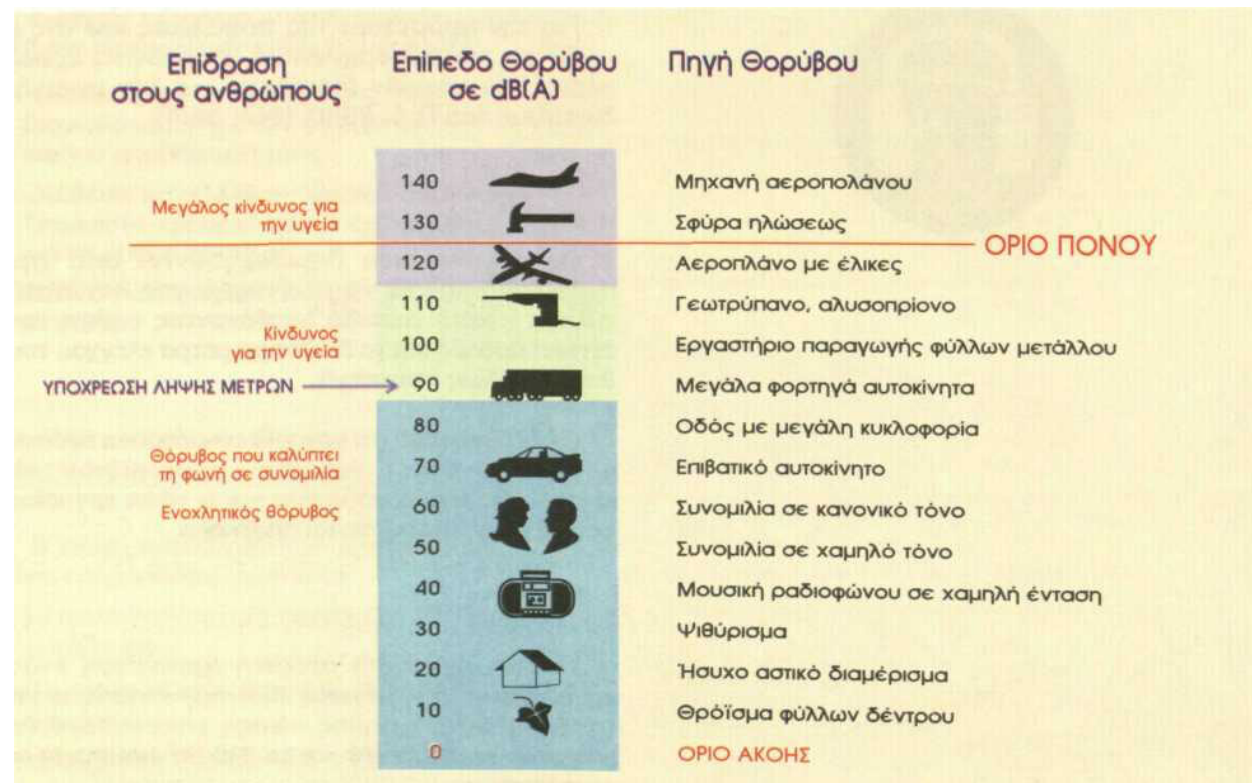 Επίδραση
στους ανθρώπους
Επίπεδο Θορύβου
σε dB(A)
Πηγή Θορύβου
140 Μηχανή αεροπολάνου
Μεγάλος κίνδυνος για
την υγεία
130 Σφύρα ηλώσεως
ΟΡΙΟ ΠΟΝΟΥ
120 Αεροπλάνο με έλικες
110 Γεωτρύπανο, αλυσοπρίονο
Κίνδυνος
για την υγεία
100 Εργαστήριο παραγωγής φύλλων μετάλλου
ΥΠΟΧΡΕΩΣΗ ΛΗΨΗΣ ΜΕΤΡΩΝ 90 Μεγάλα φορτηγά αυτοκίνητα
80 Οδός με μεγάλη κυκλοφορία
Θόρυβος που καλύπτει
τη φωνή σε συνομιλία
70 Επιβατικό αυτοκίνητο
Ενοχλητικός θόρυβος
60 Συνομιλία σε κανονικό τόνο
50 Συνομιλία σε χαμηλό τόνο
40 Μουσική ραδιοφώνου σε χαμηλή ένταση
30 Ψιθύρισμα
20 Ήσυχο αστικό διαμέρισμα
10 Θρόϊσμα φύλλων δέντρου
0 ΟΡΙΟ ΑΚΟΗΣ